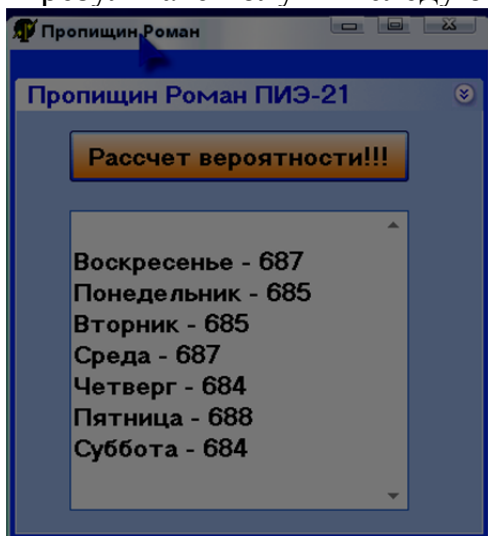 Пропищин Роман
Пропищин Роман ПИЭ-21
Рассчет вероятности!!!
Воскресенье - 687
Понедельник - 685
Вторник - 685
Среда - 687
Четверг - 684
Пятница - 688
Суббота - 684